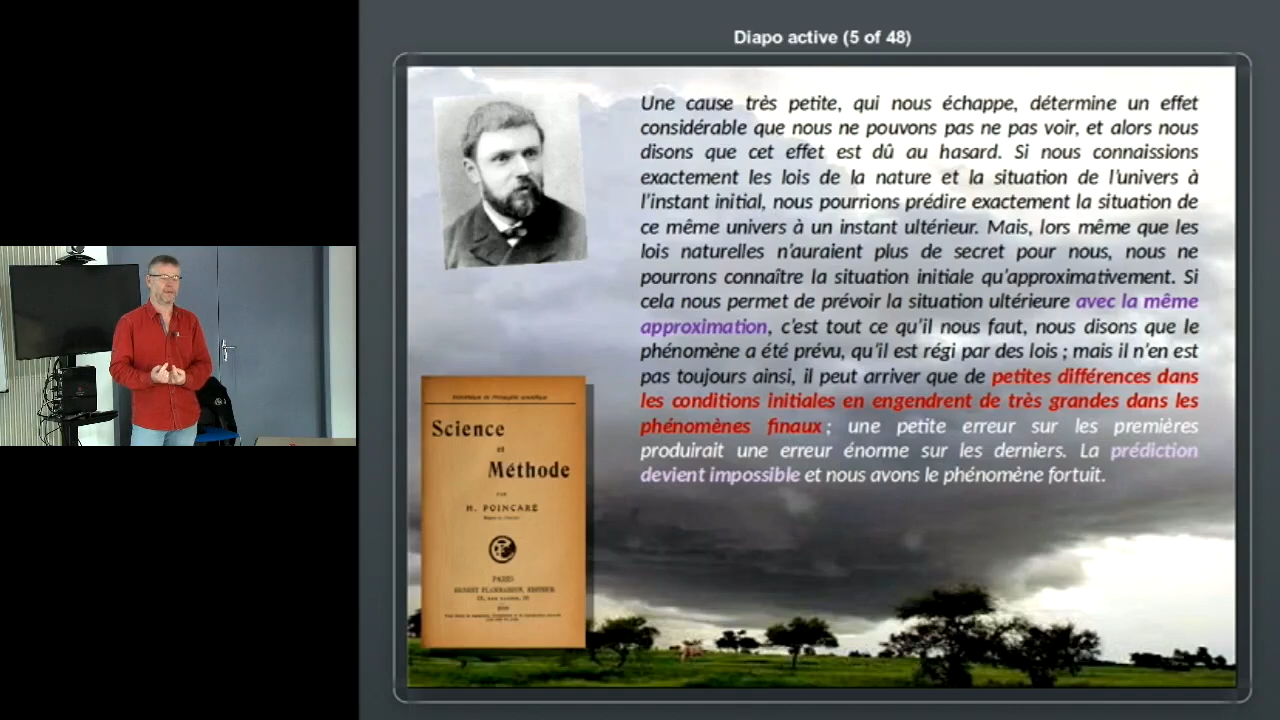 Diapo active (5 of 48)
Une cause très petite, qui nous échappe, détermine un effet
considérable que nous ne pouvons pas ne pas voir, et alors nous
disons que cet effet est dû au hasard. Si nous connaissions
exactement les lois de la nature et la situation de l'univers à
l'instant initial, nous pourrions prédire exactement la situation de
ce même univers à un instant ultérieur. Mais, lors même que les
lois naturelles n'auraient plus de secret pour nous, nous ne
pourrons connaître la situation initiale qu'approximativement. Si
cela nous permet de prévoir la situation ultérieure avec la même
approximation, c'est tout ce qu'il nous faut, nous disons que le
phénomène a été prévu, qu'il est régi par des lois ; mais il n'en est
pas toujours ainsi, il peut arriver que de petites différences dans
les conditions initiales en engendrent de très grandes dans les
phénomènes finaux ; une petite erreur sur les premières
produirait une erreur énorme sur les derniers. La prédiction
devient impossible et nous avons le phénomène fortuit.
Science
et
Méthode
PAR
H. POINCARÉ
PARIS
ERNEST FLAMMARION, ÉDITEUR